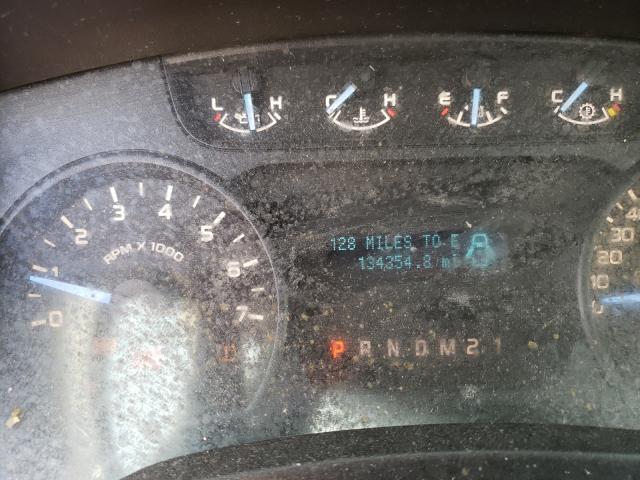 L H C H E F C H
0 1 2 3 4 5 6 7
RPM X 1000
128 MILES TO E
134354.8 mi
P R N D M 2 1
0 10 20 30 40